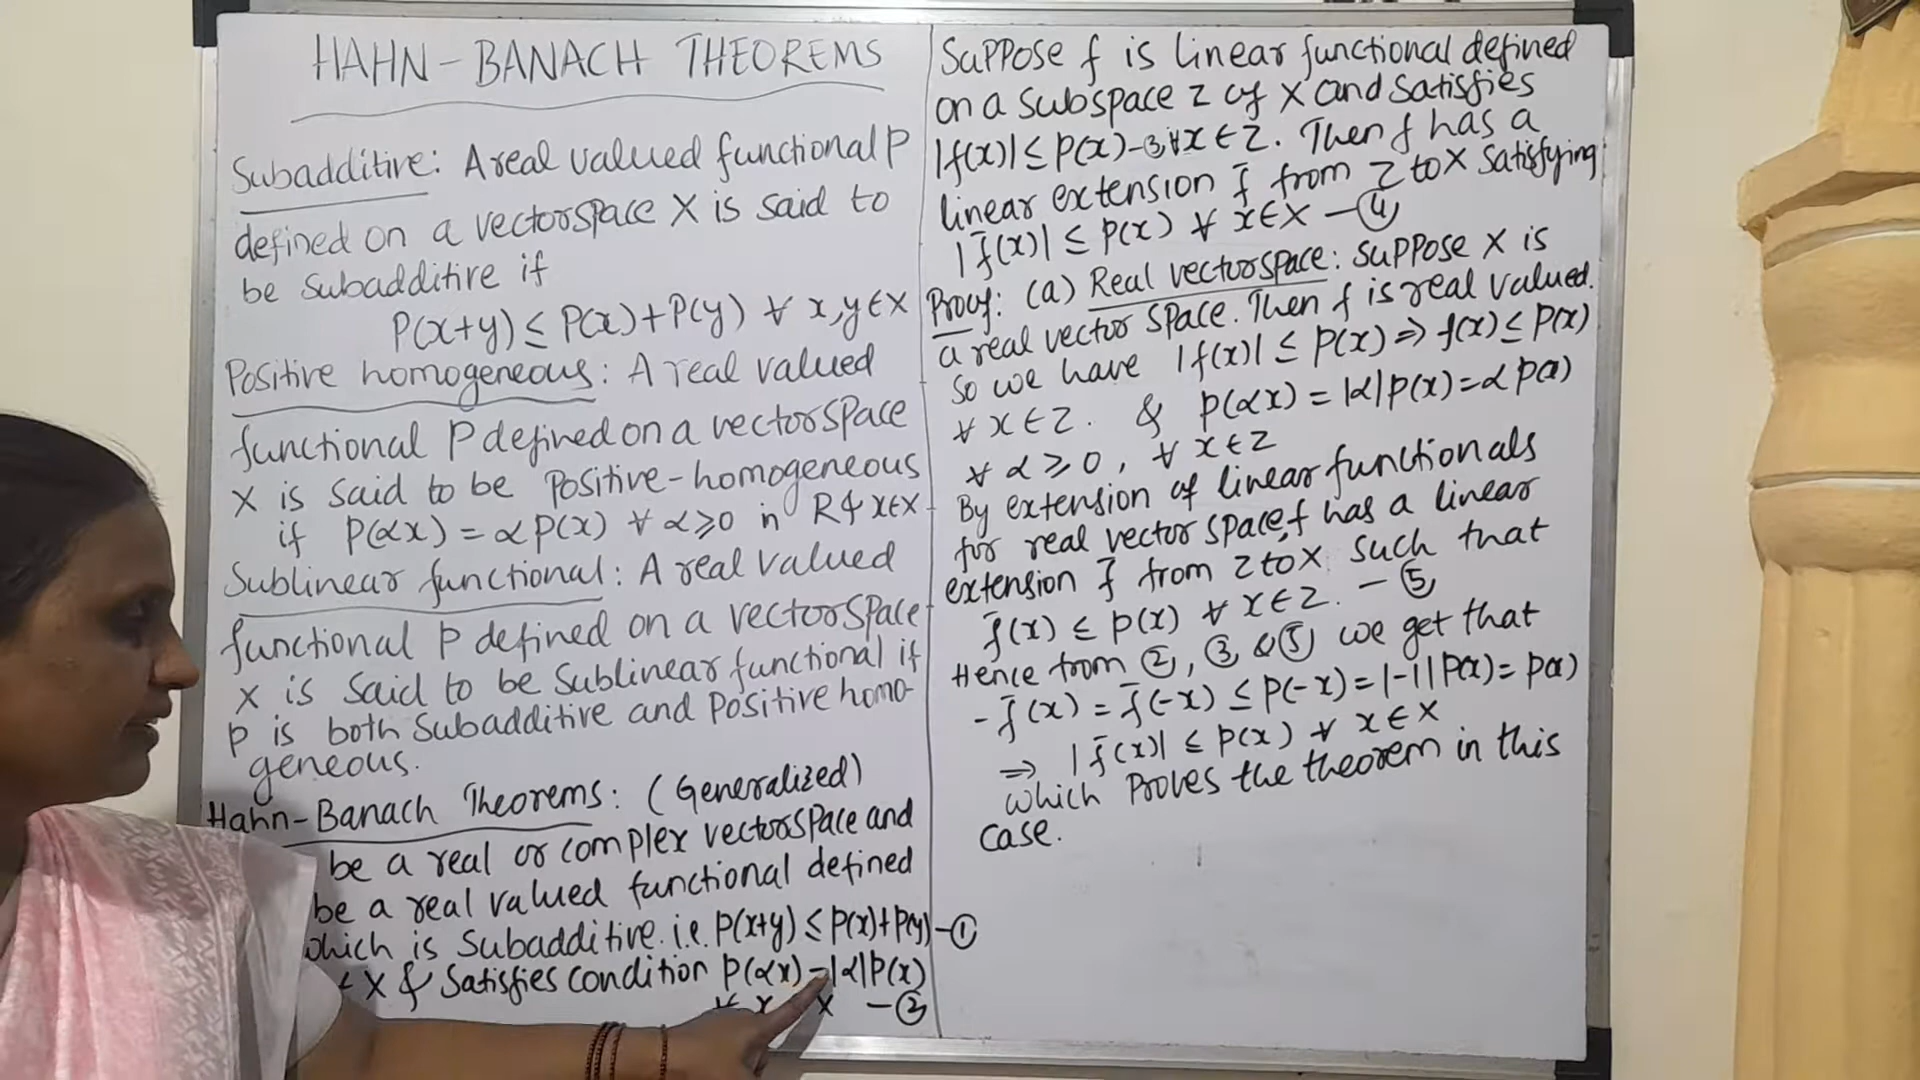 HAHN-BANACH THEOREMS
Subadditive: A real valued functional P
defined on a vectorspace X is said to
be subadditive if
P(x+y) ≤ P(x)+P(y) ∀ x,y∈X
Positive homogeneous: A real valued
functional P defined on a vectorspace
X is said to be Positive-homogeneous
if P(αx) = αP(x) ∀ α≥0 in R & x∈X
Sublinear functional: A real valued
functional P defined on a vectorspace
X is said to be sublinear functional if
P is both subadditive and positive homo-
geneous.
Hahn-Banach Theorems: (Generalized)
be a real or complex vectorspace and
be a real valued functional defined
which is subadditive. i.e. P(x+y) ≤ P(x)+P(y) -①
X & satisfies condition P(αx)=|α|P(x)
∀ x X -②
Suppose f is linear functional defined
on a subspace Z of X and satisfies
|f(x)| ≤ P(x)-③ ∀ x∈Z. Then f has a
linear extension f̄ from Z to X satisfying
|f̄(x)| ≤ P(x) ∀ x∈X -④
Proof: (a) Real vectorspace: Suppose X is
a real vector space. Then f is real valued.
So we have |f(x)| ≤ P(x) ⇒ f(x) ≤ P(x)
∀ x∈Z. & P(αx) = |α|P(x) = αP(x)
∀ α≥0, ∀ x∈Z
By extension of linear functionals
for real vector space, f has a linear
extension f̄ from Z to X such that
f̄(x) ≤ P(x) ∀ x∈Z. -⑤
Hence from ②, ③ & ⑤ we get that
-f̄(x) = f̄(-x) ≤ P(-x) = |-1|P(x) = P(x)
⇒ |f̄(x)| ≤ P(x) ∀ x∈X
which proves the theorem in this
case.